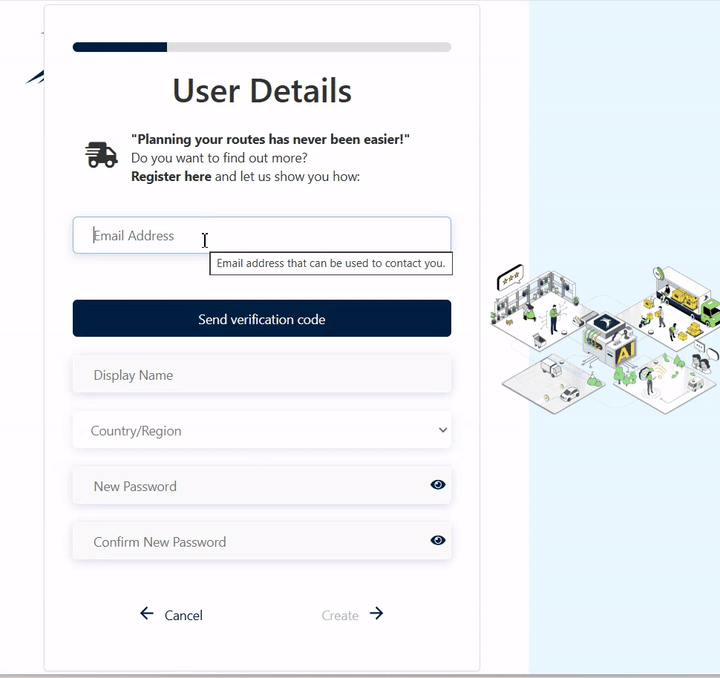 User Details
"Planning your routes has never been easier!"
Do you want to find out more?
Register here and let us show you how:
Email Address
Email address that can be used to contact you.
Send verification code
Display Name
Country/Region
New Password
Confirm New Password
Cancel
Create
AI